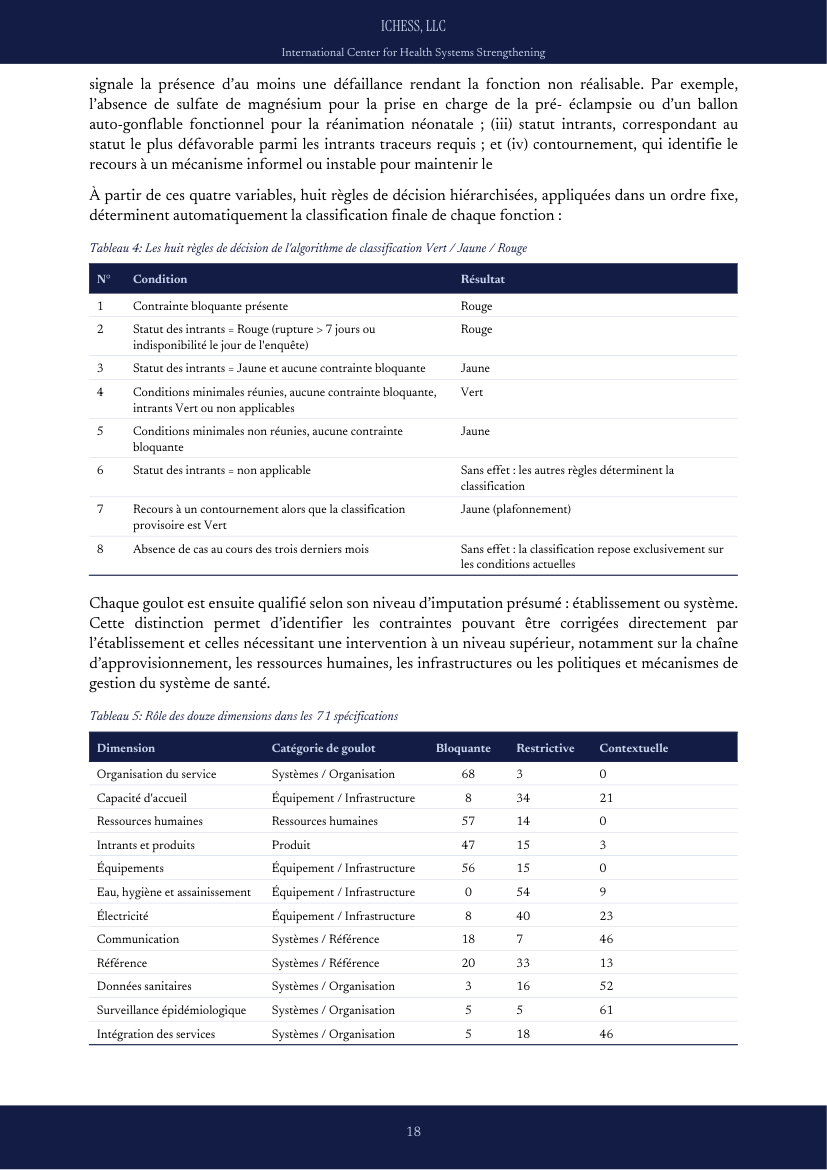 ICHESS, LLC
International Center for Health Systems Strengthening
signale la présence d’au moins une défaillance rendant la fonction non réalisable. Par exemple,
l’absence de sulfate de magnésium pour la prise en charge de la pré- éclampsie ou d’un ballon
auto-gonflable fonctionnel pour la réanimation néonatale ; (iii) statut intrants, correspondant au
statut le plus défavorable parmi les intrants traceurs requis ; et (iv) contournement, qui identifie le
recours à un mécanisme informel ou instable pour maintenir le
À partir de ces quatre variables, huit règles de décision hiérarchisées, appliquées dans un ordre fixe,
déterminent automatiquement la classification finale de chaque fonction :
Tableau 4: Les huit règles de décision de l'algorithme de classification Vert / Jaune / Rouge
N° Condition Résultat
1 Contrainte bloquante présente Rouge
2 Statut des intrants = Rouge (rupture > 7 jours ou Rouge
indisponibilité le jour de l'enquête)
3 Statut des intrants = Jaune et aucune contrainte bloquante Jaune
4 Conditions minimales réunies, aucune contrainte bloquante, Vert
intrants Vert ou non applicables
5 Conditions minimales non réunies, aucune contrainte Jaune
bloquante
6 Statut des intrants = non applicable Sans effet : les autres règles déterminent la
classification
7 Recours à un contournement alors que la classification Jaune (plafonnement)
provisoire est Vert
8 Absence de cas au cours des trois derniers mois Sans effet : la classification repose exclusivement sur
les conditions actuelles
Chaque goulot est ensuite qualifié selon son niveau d’imputation présumé : établissement ou système.
Cette distinction permet d’identifier les contraintes pouvant être corrigées directement par
l’établissement et celles nécessitant une intervention à un niveau supérieur, notamment sur la chaîne
d’approvisionnement, les ressources humaines, les infrastructures ou les politiques et mécanismes de
gestion du système de santé.
Tableau 5: Rôle des douze dimensions dans les 71 spécifications
Dimension Catégorie de goulot Bloquante Restrictive Contextuelle
Organisation du service Systèmes / Organisation 68 3 0
Capacité d'accueil Équipement / Infrastructure 8 34 21
Ressources humaines Ressources humaines 57 14 0
Intrants et produits Produit 47 15 3
Équipements Équipement / Infrastructure 56 15 0
Eau, hygiène et assainissement Équipement / Infrastructure 0 54 9
Électricité Équipement / Infrastructure 8 40 23
Communication Systèmes / Référence 18 7 46
Référence Systèmes / Référence 20 33 13
Données sanitaires Systèmes / Organisation 3 16 52
Surveillance épidémiologique Systèmes / Organisation 5 5 61
Intégration des services Systèmes / Organisation 5 18 46
18